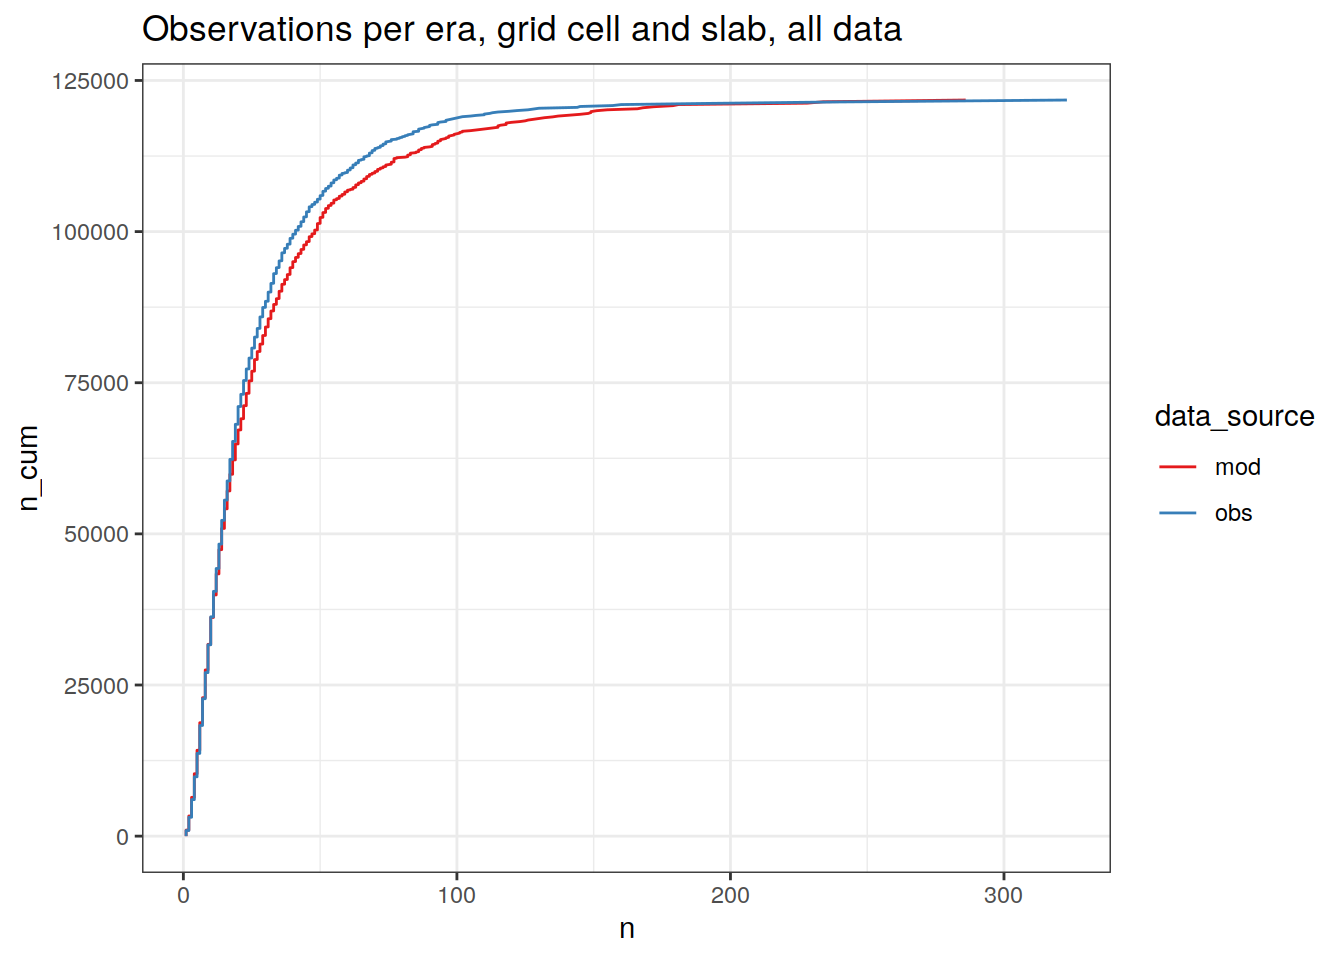 Observations per era, grid cell and slab, all data
125000
100000
75000
50000
25000
0
n_cum
0 100 200 300
n
data_source
mod
obs